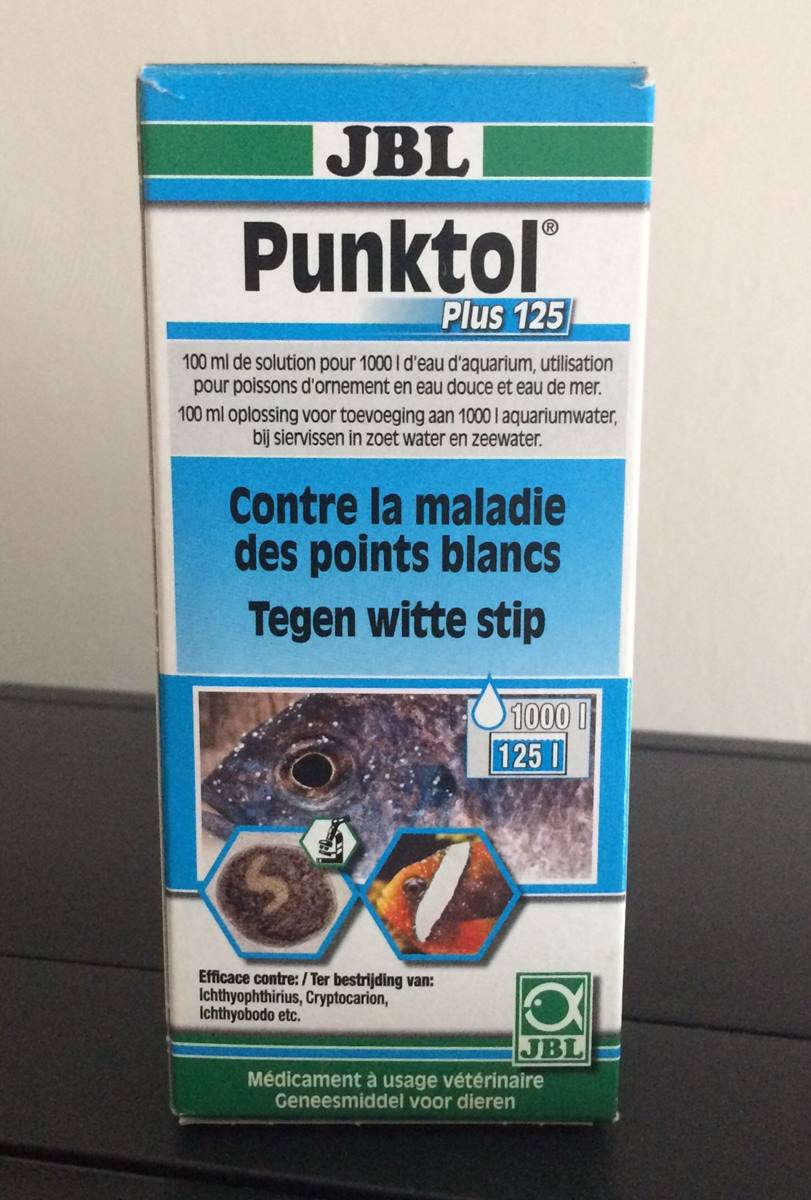 JBL
Punktol®
Plus 125
100 ml de solution pour 1000 l d'eau d'aquarium, utilisation
pour poissons d'ornement en eau douce et eau de mer.
100 ml oplossing voor toevoeging aan 1000 l aquariumwater,
bij siervissen in zoet water en zeewater.
Contre la maladie
des points blancs
Tegen witte stip
1000 l
125 l
Efficace contre: / Ter bestrijding van:
Ichthyophthirius, Cryptocarion,
Ichthyobodo etc.
JBL
Médicament à usage vétérinaire
Geneesmiddel voor dieren